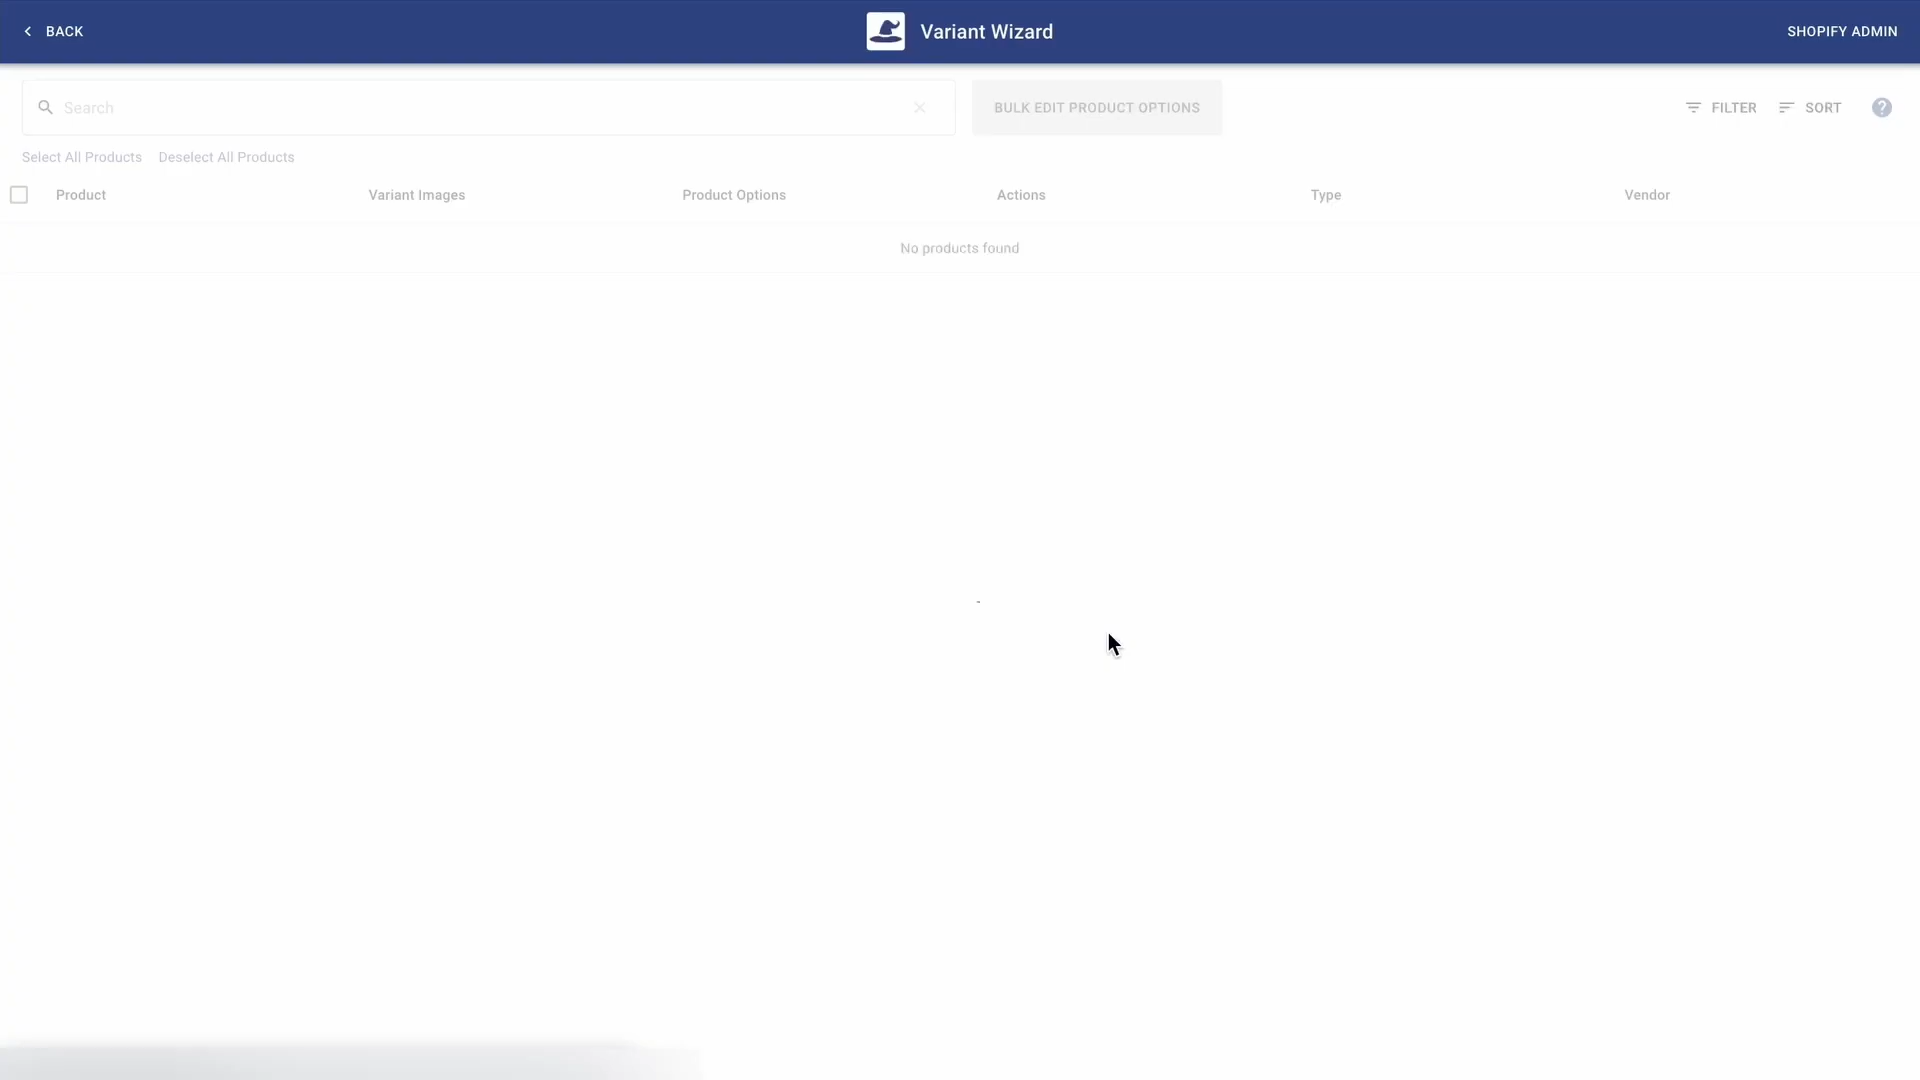 BACK
Variant Wizard
SHOPIFY ADMIN
Search
BULK EDIT PRODUCT OPTIONS
FILTER
SORT
?
Select All Products
Deselect All Products
Product
Variant Images
Product Options
Actions
Type
Vendor
No products found